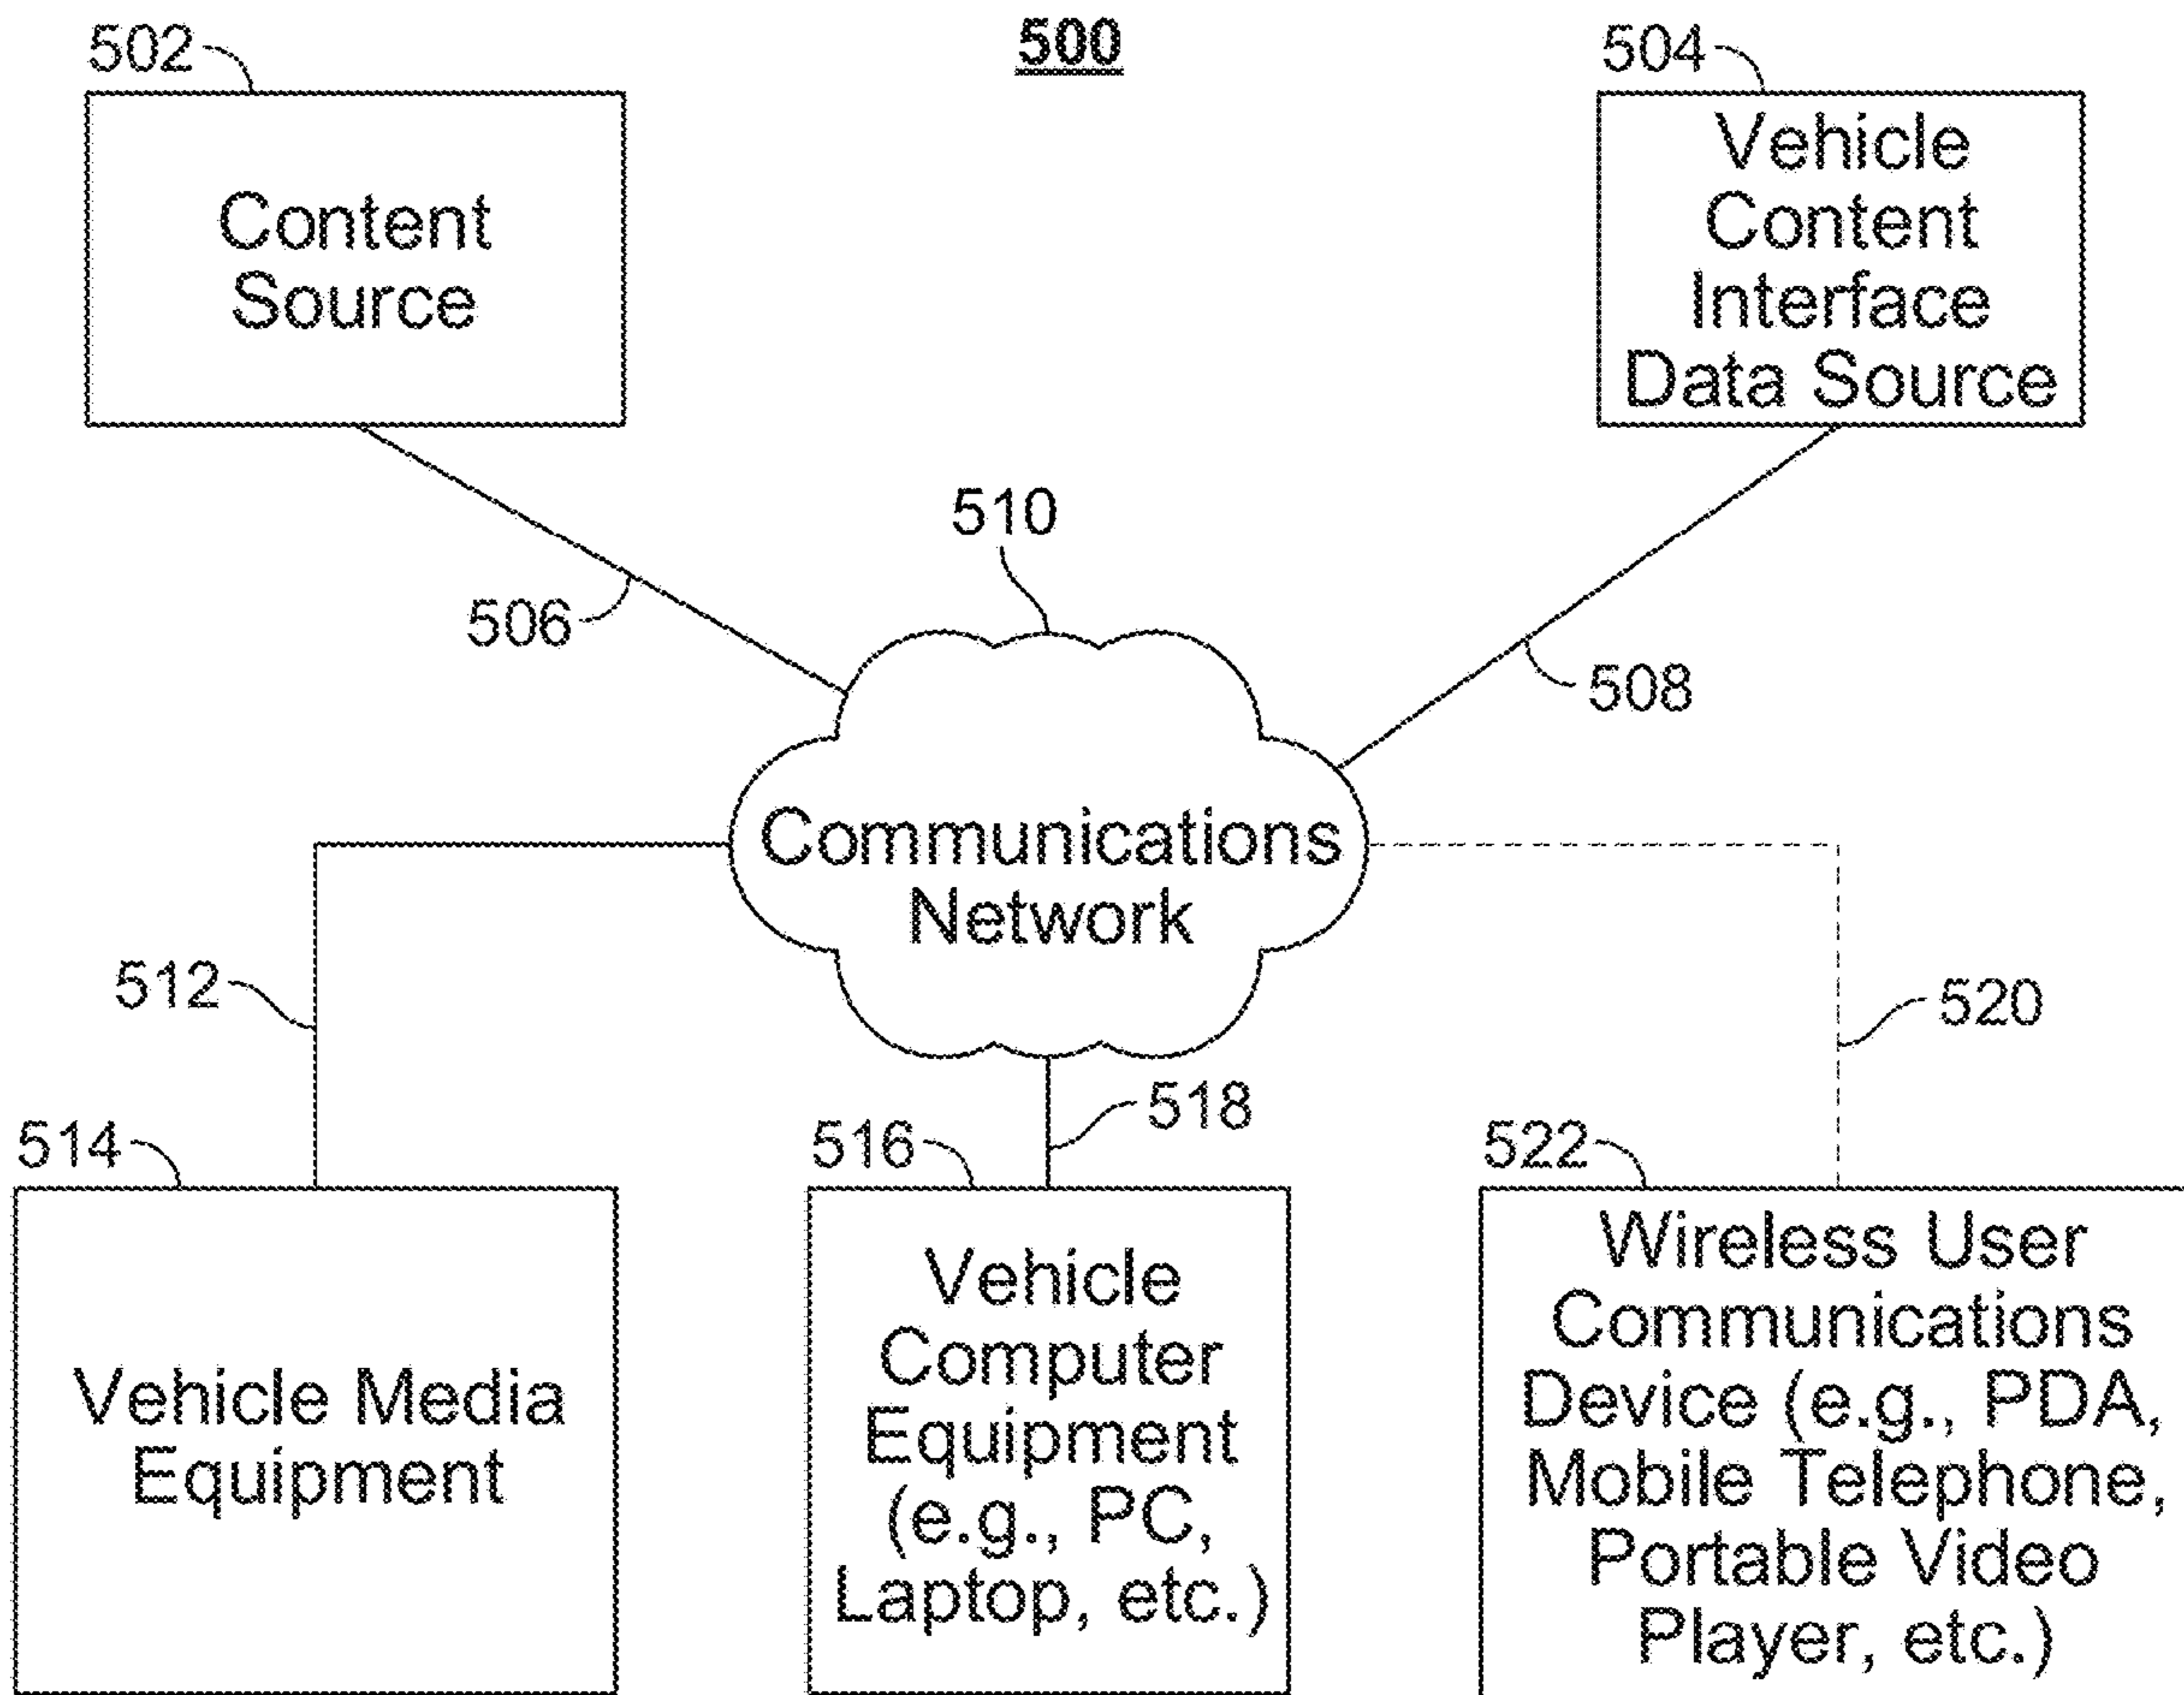 500
502
504
Content
Source
Vehicle
Content
Interface
Data Source
510
506
508
Communications
Network
512
520
518
514
516
522
Vehicle Media
Equipment
Vehicle
Computer
Equipment
(e.g., PC,
Laptop, etc.)
Wireless User
Communications
Device (e.g., PDA,
Mobile Telephone,
Portable Video
Player, etc.)